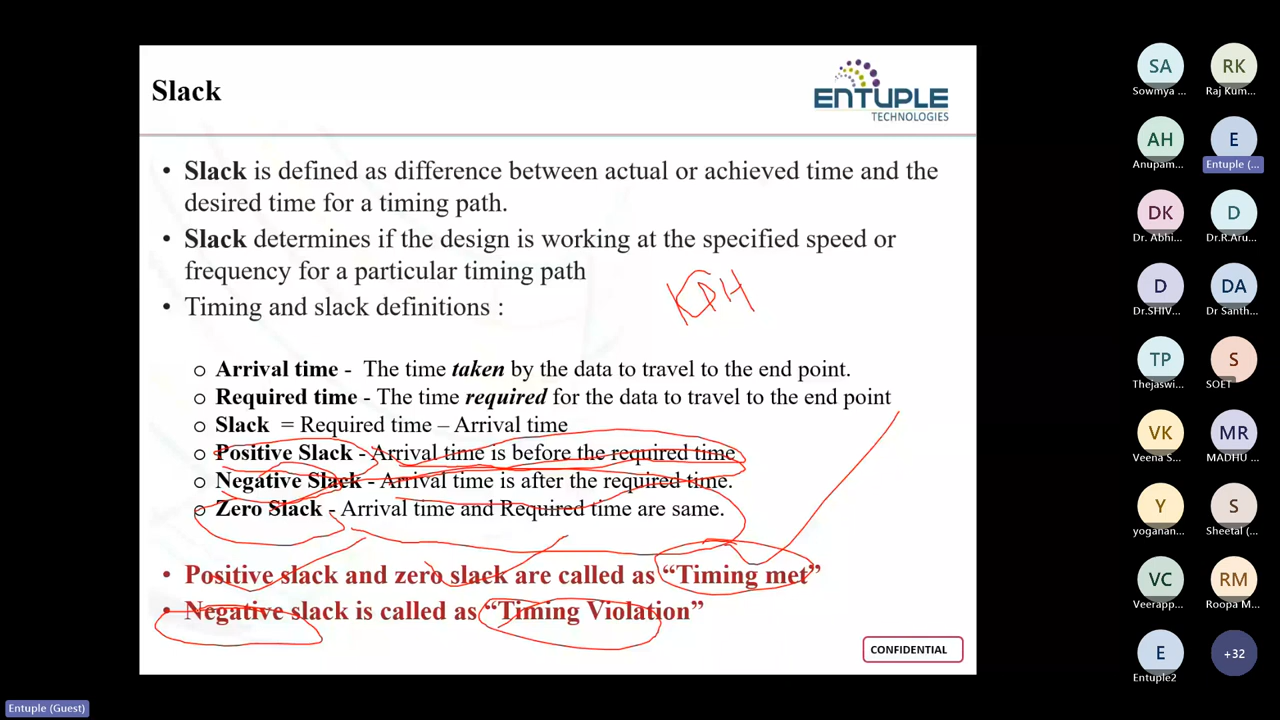 Slack
ENTUPLE
TECHNOLOGIES
• Slack is defined as difference between actual or achieved time and the
desired time for a timing path.
• Slack determines if the design is working at the specified speed or
frequency for a particular timing path
• Timing and slack definitions :
KPH
o Arrival time - The time taken by the data to travel to the end point.
o Required time - The time required for the data to travel to the end point
o Slack = Required time – Arrival time
o Positive Slack - Arrival time is before the required time
o Negative Slack - Arrival time is after the required time.
o Zero Slack - Arrival time and Required time are same.
• Positive slack and zero slack are called as “Timing met”
• Negative slack is called as “Timing Violation”
CONFIDENTIAL
SA
Sowmya ...
RK
Raj Kum...
AH
Anupam...
E
Entuple (...
DK
Dr. Abhi...
D
Dr.R.Aru...
D
Dr.SHIV...
DA
Dr Santh...
TP
Thejaswi...
S
SOET
VK
Veena S...
MR
MADHU ...
Y
yoganan...
S
Sheetal (...
VC
Veerapp...
RM
Roopa M...
E
Entuple2
+32
Entuple (Guest)